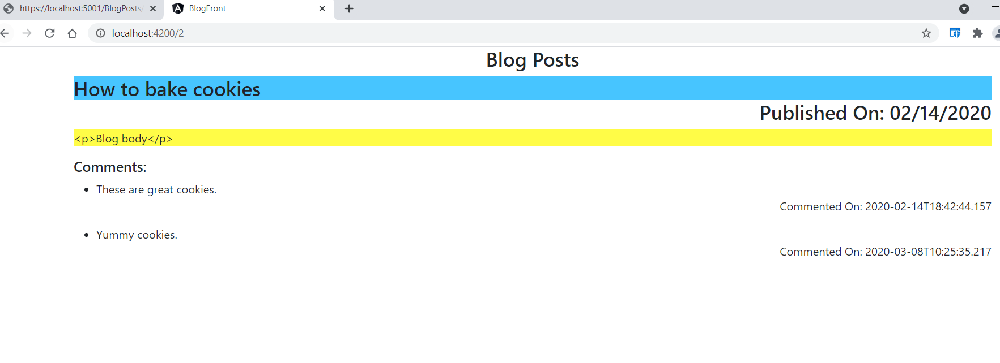 https://localhost:5001/BlogPosts/
BlogFront
localhost:4200/2
Blog Posts
How to bake cookies
Published On: 02/14/2020
<p>Blog body</p>
Comments:
These are great cookies.
Commented On: 2020-02-14T18:42:44.157
Yummy cookies.
Commented On: 2020-03-08T10:25:35.217